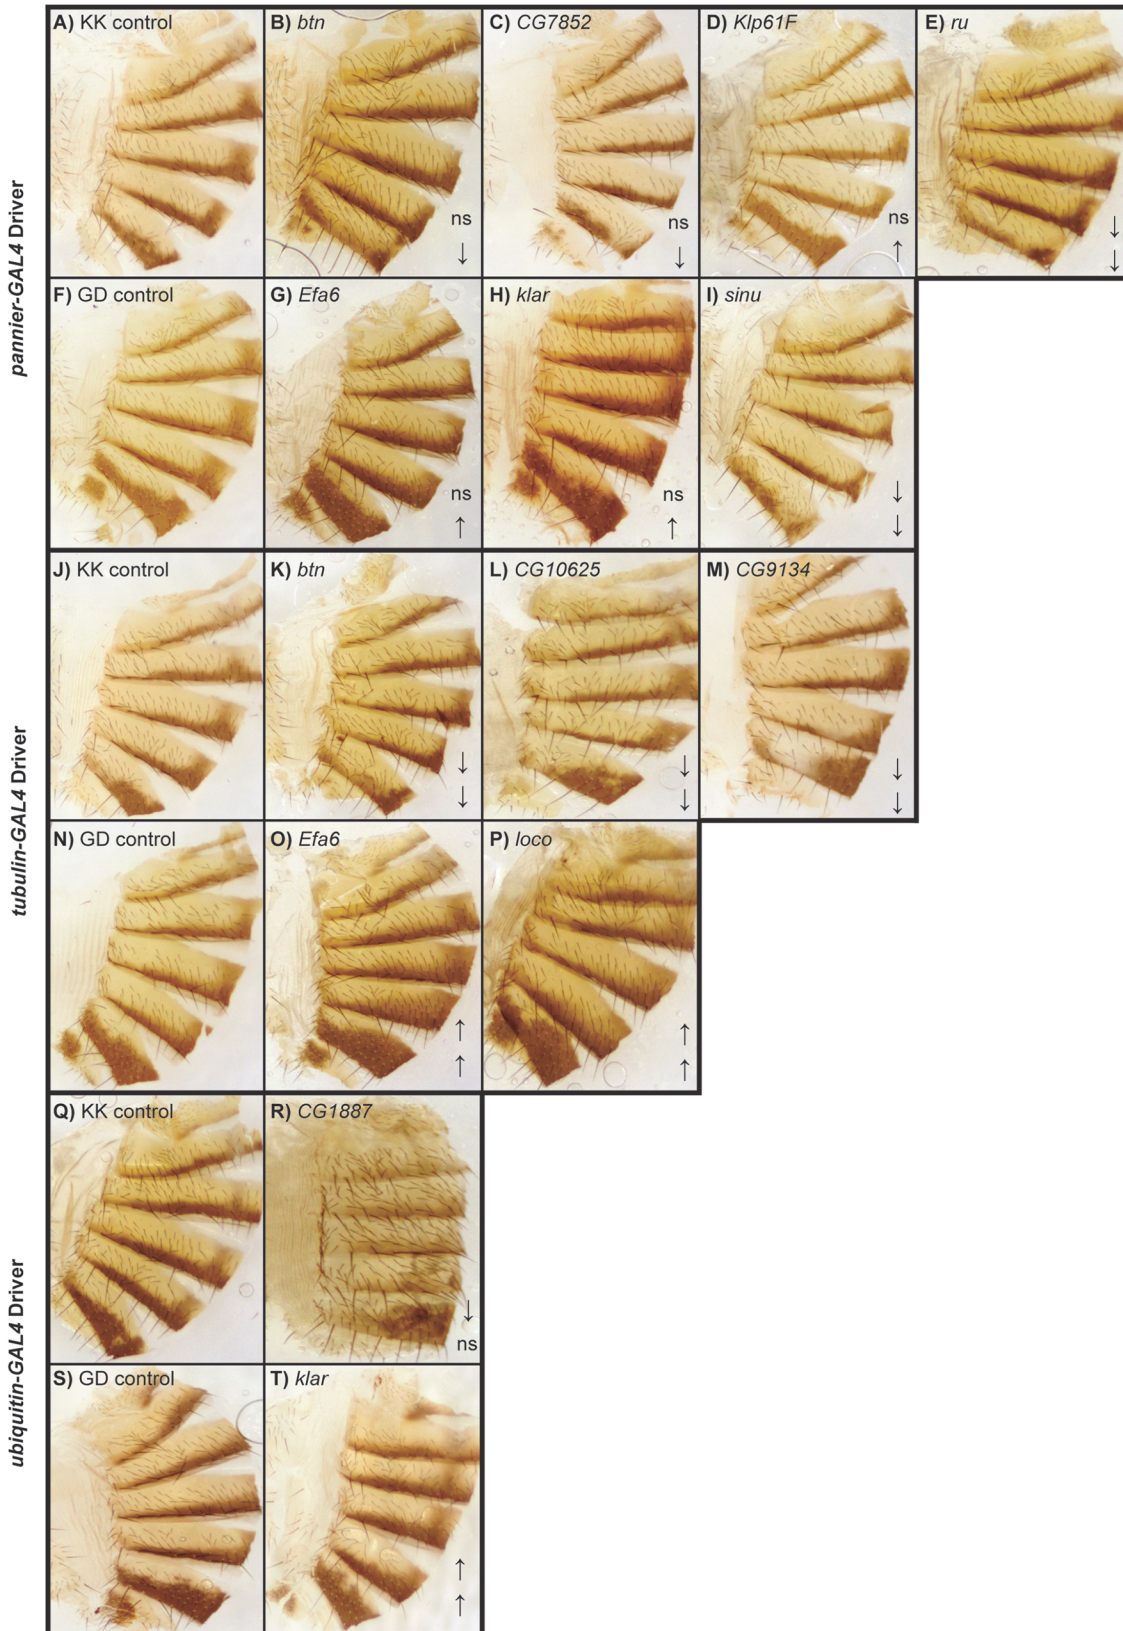 pannier-GAL4 Driver
A) KK control
B) btn
ns
↓
C) CG7852
ns
↓
D) Klp61F
ns
↑
E) ru
↓
↓
F) GD control
G) Efa6
ns
↑
H) klar
ns
↑
I) sinu
↓
↓
tubulin-GAL4 Driver
J) KK control
K) btn
↓
↓
L) CG10625
↓
↓
M) CG9134
↓
↓
N) GD control
O) Efa6
↑
↑
P) loco
↑
↑
ubiquitin-GAL4 Driver
Q) KK control
R) CG1887
↓
ns
S) GD control
T) klar
↑
↑